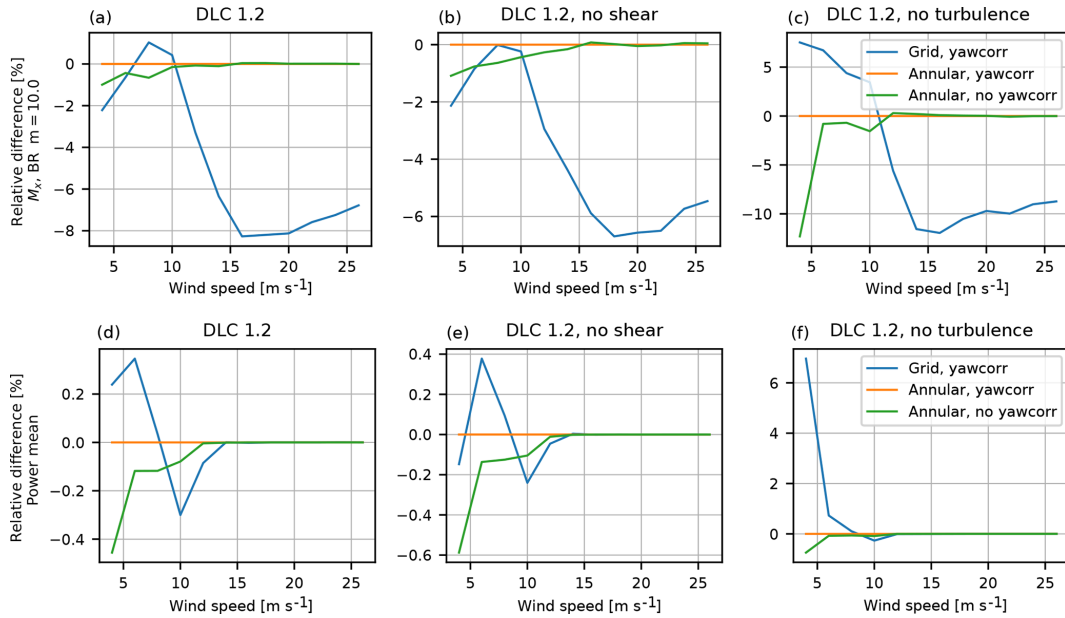 (a) DLC 1.2
(b) DLC 1.2, no shear
(c) DLC 1.2, no turbulence
Relative difference [%]
Mx, BR m = 10.0
0
−2
−4
−6
−8
5 10 15 20 25
Wind speed [m s-1]
0
−2
−4
−6
5 10 15 20 25
Wind speed [m s-1]
Grid, yawcorr
Annular, yawcorr
Annular, no yawcorr
5
0
−5
−10
5 10 15 20 25
Wind speed [m s-1]
(d) DLC 1.2
(e) DLC 1.2, no shear
(f) DLC 1.2, no turbulence
Relative difference [%]
Power mean
0.2
0.0
−0.2
−0.4
5 10 15 20 25
Wind speed [m s-1]
0.4
0.2
0.0
−0.2
−0.4
−0.6
5 10 15 20 25
Wind speed [m s-1]
Grid, yawcorr
Annular, yawcorr
Annular, no yawcorr
6
4
2
0
5 10 15 20 25
Wind speed [m s-1]